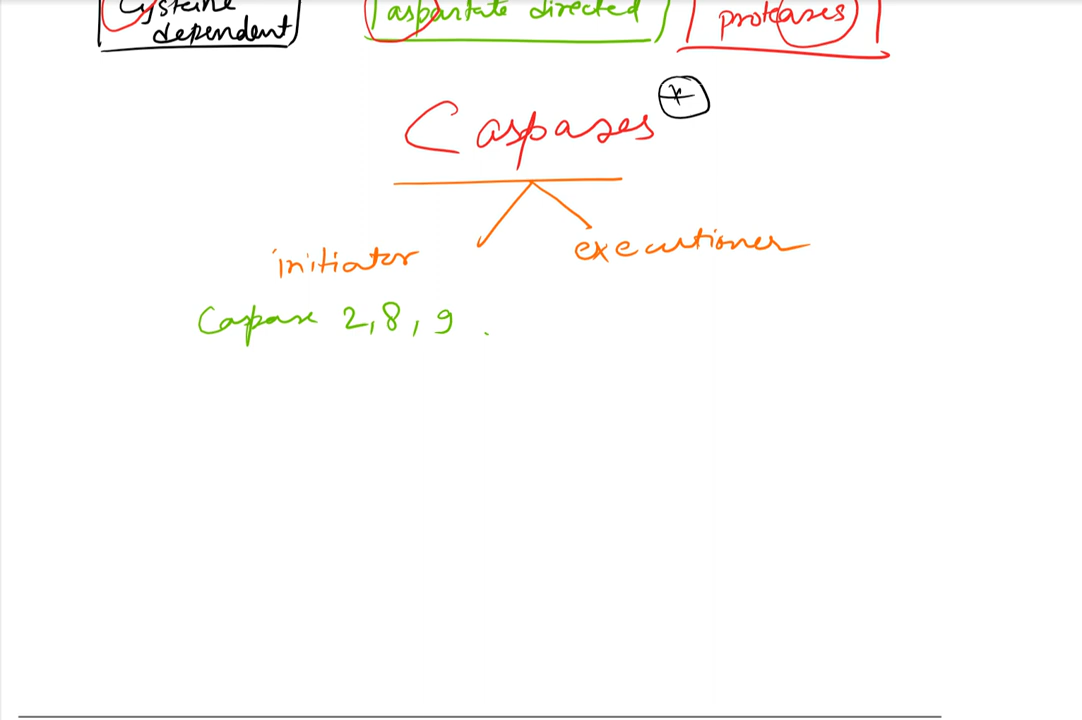 Cysteine aspartate directed proteases
dependent
Caspases *
initiator executioner
Caspase 2, 8, 9 .